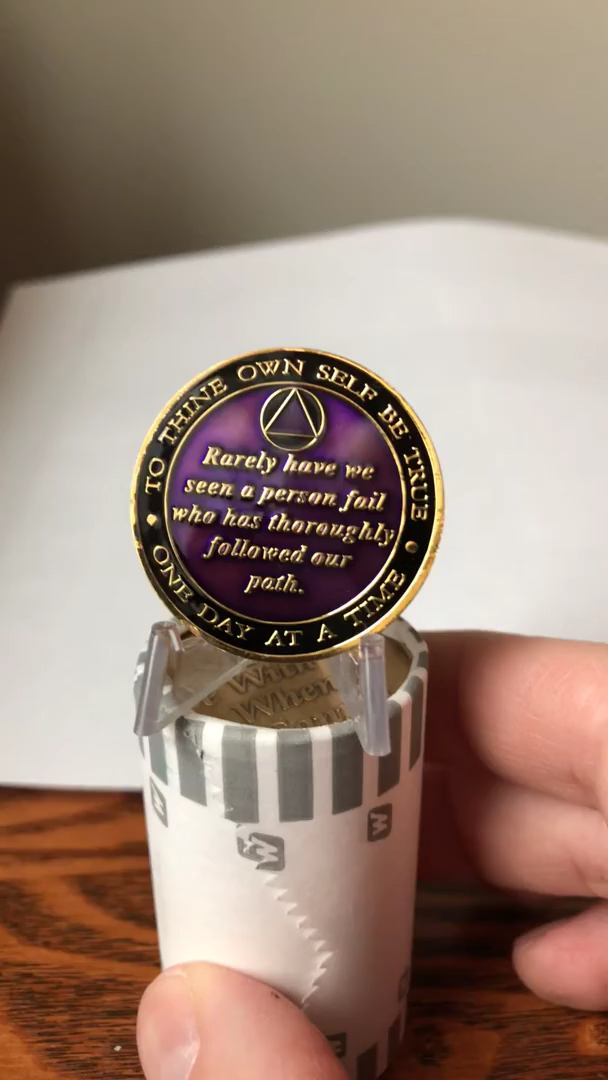 TO THINE OWN SELF BE TRUE
Rarely have we
seen a person fail
who has thoroughly
followed our
path.
ONE DAY AT A TIME
When
W
W